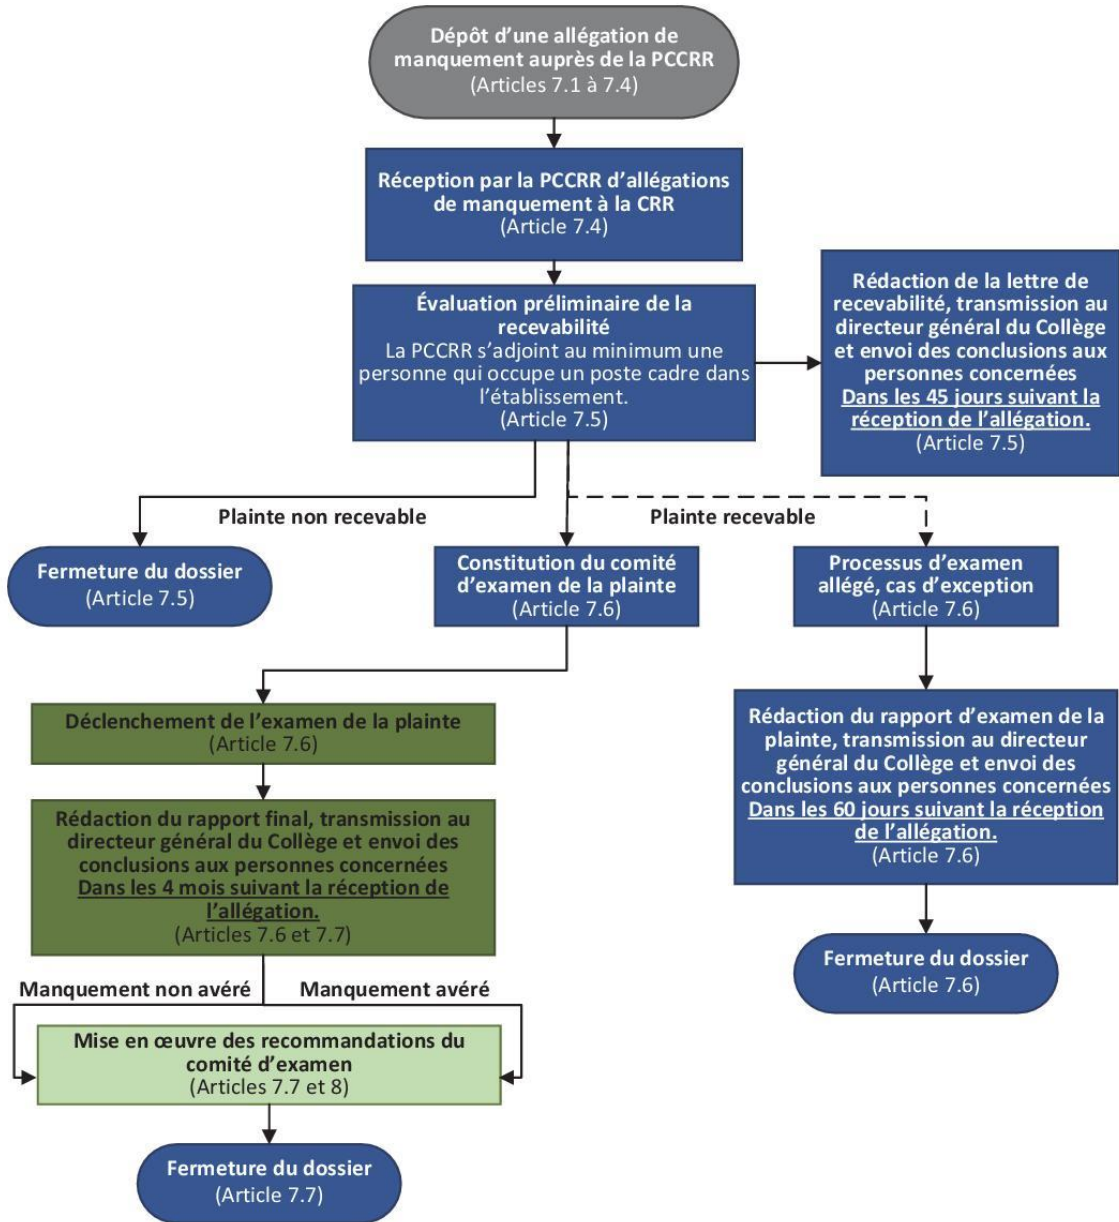 Dépôt d’une allégation de
manquement auprès de la PCCRR
(Articles 7.1 à 7.4)
Réception par la PCCRR d’allégations
de manquement à la CRR
(Article 7.4)
Évaluation préliminaire de la
recevabilité
La PCCRR s’adjoint au minimum une
personne qui occupe un poste cadre dans
l’établissement.
(Article 7.5)
Rédaction de la lettre de
recevabilité, transmission au
directeur général du Collège
et envoi des conclusions aux
personnes concernées
Dans les 45 jours suivant la
réception de l’allégation.
(Article 7.5)
Plainte non recevable
Plainte recevable
Fermeture du dossier
(Article 7.5)
Constitution du comité
d’examen de la plainte
(Article 7.6)
Processus d’examen
allégé, cas d’exception
(Article 7.6)
Déclenchement de l’examen de la plainte
(Article 7.6)
Rédaction du rapport final, transmission au
directeur général du Collège et envoi des
conclusions aux personnes concernées
Dans les 4 mois suivant la réception de
l’allégation.
(Articles 7.6 et 7.7)
Rédaction du rapport d’examen de la
plainte, transmission au directeur
général du Collège et envoi des
conclusions aux personnes concernées
Dans les 60 jours suivant la réception
de l’allégation.
(Article 7.6)
Fermeture du dossier
(Article 7.6)
Manquement non avéré
Manquement avéré
Mise en œuvre des recommandations du
comité d’examen
(Articles 7.7 et 8)
Fermeture du dossier
(Article 7.7)